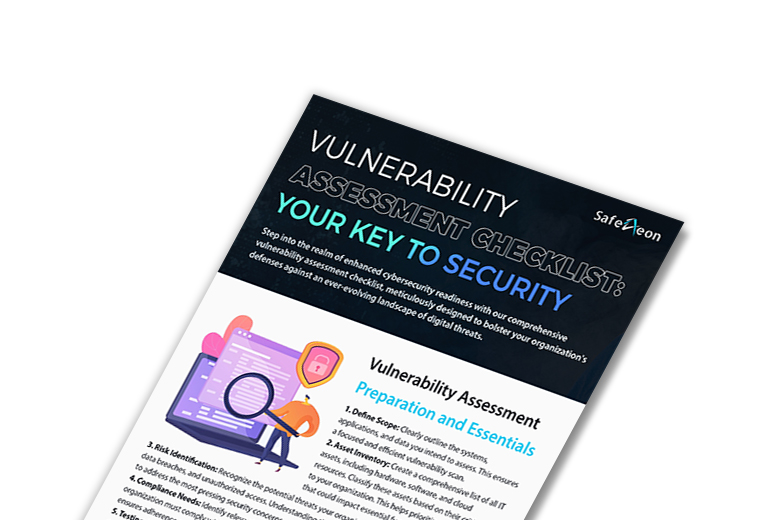 VULNERABILITY
ASSESSMENT CHECKLIST:
YOUR KEY TO SECURITY
SafeAeon
Step into the realm of enhanced cybersecurity readiness with our comprehensive
vulnerability assessment checklist, meticulously designed to bolster your organization's
defenses against an ever-evolving landscape of digital threats.
Vulnerability Assessment
Preparation and Essentials
1. Define Scope: Clearly outline the systems,
applications, and data you intend to assess. This ensures
a focused and efficient vulnerability scan.
2. Asset Inventory: Create a comprehensive list of all IT
assets, including hardware, software, and cloud
resources. Classify these assets based on their
to your organization. This helps
that could impact essential
3. Risk Identification: Recognize the potential threats your
data breaches, and unauthorized access. Understanding
to address the most pressing security
4. Compliance Needs: Identify
organization must
ensures
5.